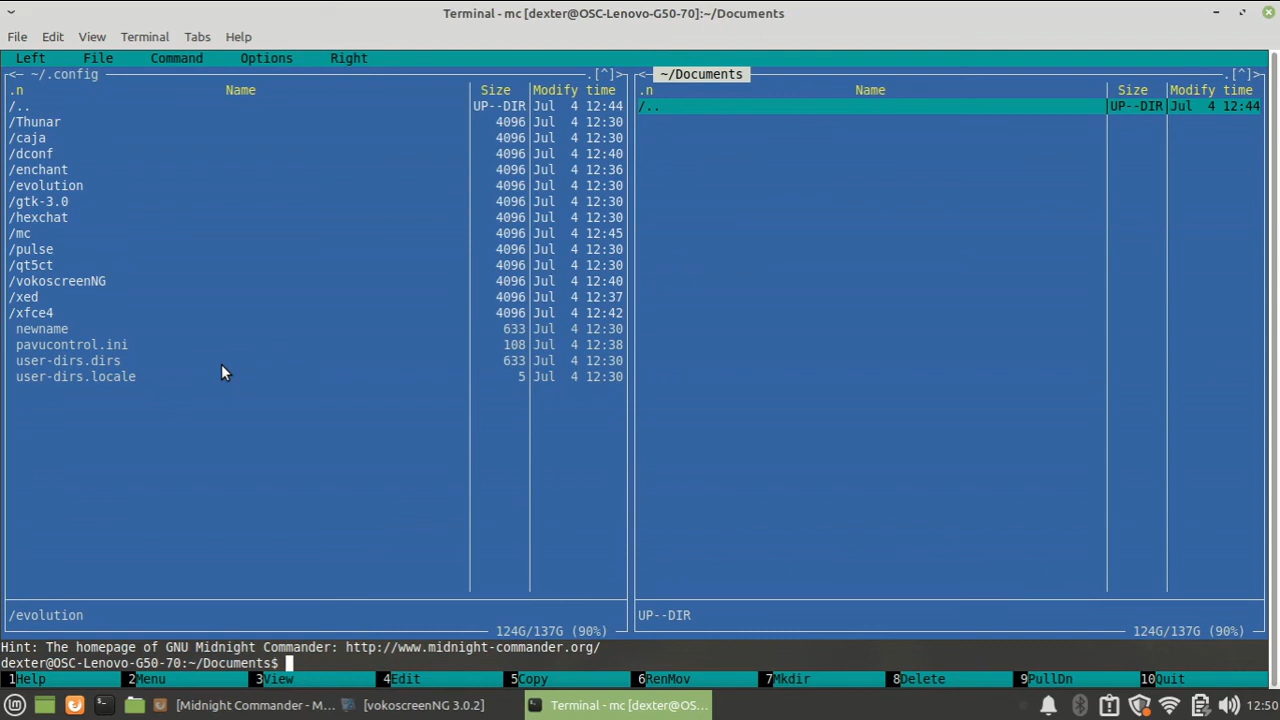 Terminal - mc [dexter@OSC-Lenovo-G50-70]:~/Documents
File Edit View Terminal Tabs Help
Left File Command Options Right
<─ ~/.config .[^]>
.n Name Size Modify time
/.. UP--DIR Jul 4 12:44
/Thunar 4096 Jul 4 12:30
/caja 4096 Jul 4 12:30
/dconf 4096 Jul 4 12:40
/enchant 4096 Jul 4 12:36
/evolution 4096 Jul 4 12:30
/gtk-3.0 4096 Jul 4 12:30
/hexchat 4096 Jul 4 12:30
/mc 4096 Jul 4 12:45
/pulse 4096 Jul 4 12:30
/qt5ct 4096 Jul 4 12:30
/vokoscreenNG 4096 Jul 4 12:40
/xed 4096 Jul 4 12:37
/xfce4 4096 Jul 4 12:42
newname 633 Jul 4 12:30
pavucontrol.ini 108 Jul 4 12:38
user-dirs.dirs 633 Jul 4 12:30
user-dirs.locale 5 Jul 4 12:30
/evolution
124G/137G (90%)
<─ ~/Documents .[^]>
.n Name Size Modify time
/.. UP--DIR Jul 4 12:44
UP--DIR
124G/137G (90%)
Hint: The homepage of GNU Midnight Commander: http://www.midnight-commander.org/
dexter@OSC-Lenovo-G50-70:~/Documents$
1Help 2Menu 3View 4Edit 5Copy 6RenMov 7Mkdir 8Delete 9PullDn 10Quit
[Midnight Commander - M... [vokoscreenNG 3.0.2] Terminal - mc [dexter@OS... 12:50